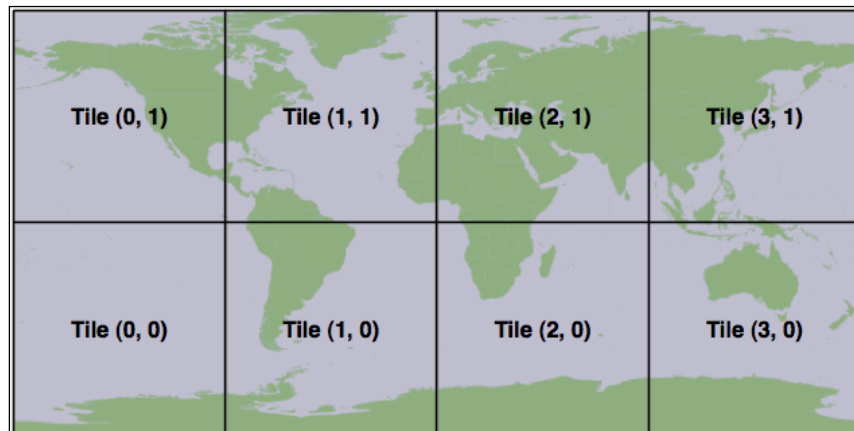 Tile (0, 1) Tile (1, 1) Tile (2, 1) Tile (3, 1)
Tile (0, 0) Tile (1, 0) Tile (2, 0) Tile (3, 0)